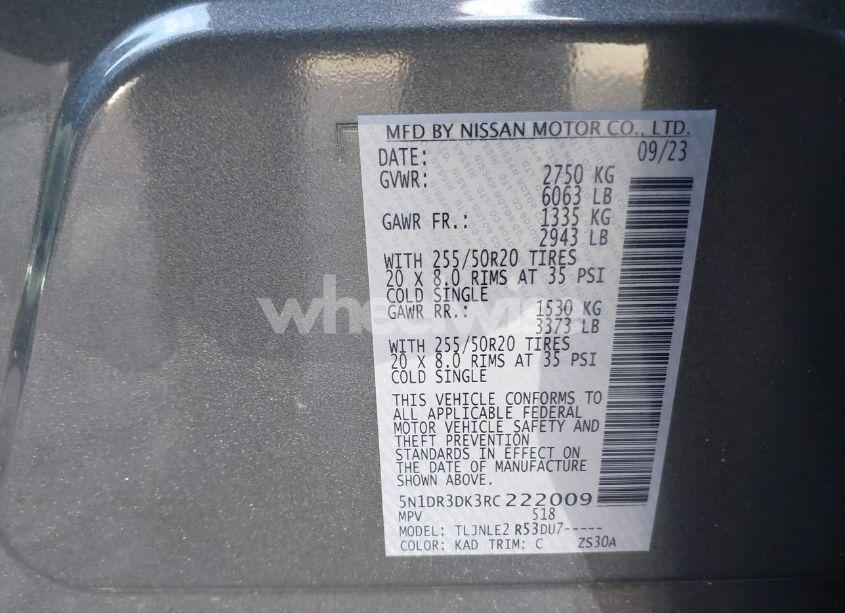 MFD BY NISSAN MOTOR CO., LTD.
DATE: 09/23
GVWR: 2750 KG
6063 LB
GAWR FR.: 1335 KG
2943 LB
WITH 255/50R20 TIRES
20 X 8.0 RIMS AT 35 PSI
COLD SINGLE
GAWR RR.: 1530 KG
3373 LB
WITH 255/50R20 TIRES
20 X 8.0 RIMS AT 35 PSI
COLD SINGLE
THIS VEHICLE CONFORMS TO
ALL APPLICABLE FEDERAL
MOTOR VEHICLE SAFETY AND
THEFT PREVENTION
STANDARDS IN EFFECT ON
THE DATE OF MANUFACTURE
SHOWN ABOVE.
5N1DR3DK3RC222009
MPV 518
MODEL: TLJNLE2 R53DU7-----
COLOR: KAD TRIM: C ZS30A